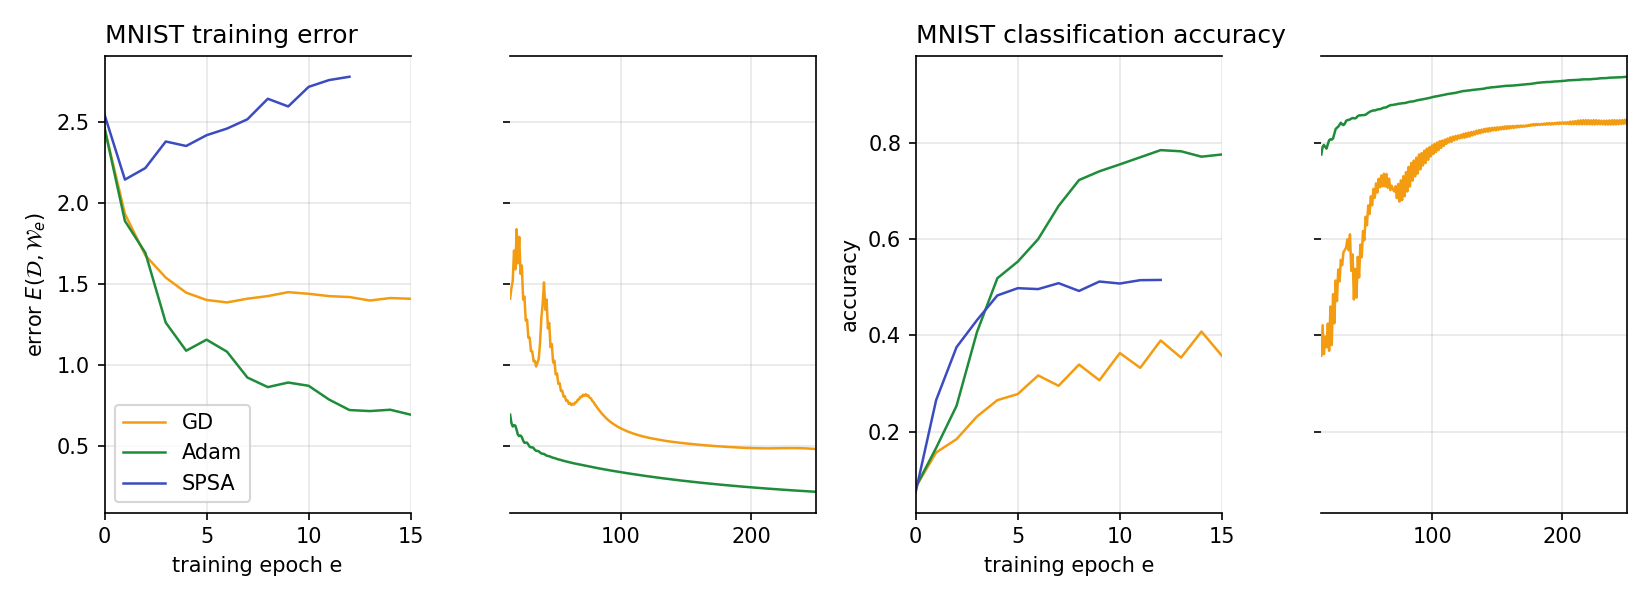 MNIST training error
MNIST classification accuracy
error E(𝒟, 𝒲e)
2.5
2.0
1.5
1.0
0.5
GD
Adam
SPSA
0 5 10 15
100 200
training epoch e
accuracy
0.8
0.6
0.4
0.2
0 5 10 15
100 200
training epoch e